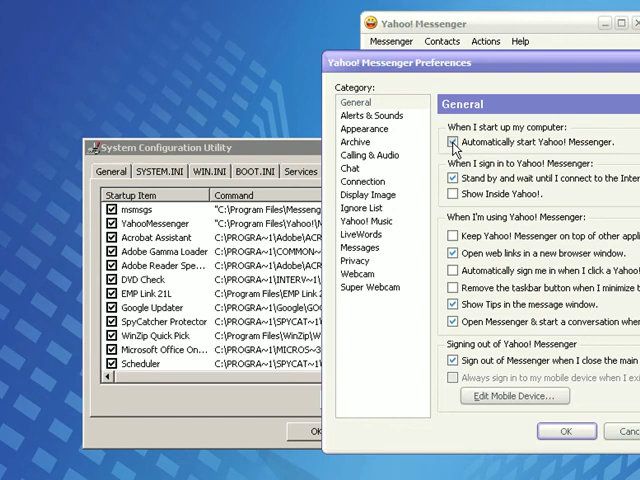 Yahoo! Messenger
Messenger Contacts Actions Help
Yahoo! Messenger Preferences
Category:
General
Alerts & Sounds
Appearance
Archive
Calling & Audio
Chat
Connection
Display Image
Ignore List
Yahoo! Music
LiveWords
Messages
Privacy
Webcam
Super Webcam
General
When I start up my computer:
Automatically start Yahoo! Messenger.
When I sign in to Yahoo! Messenger:
Stand by and wait until I connect to the Inter
Show Inside Yahoo!.
When I'm using Yahoo! Messenger:
Keep Yahoo! Messenger on top of other appli
Open web links in a new browser window.
Automatically sign me in when I click a Yahoo!
Remove the taskbar button when I minimize t
Show Tips in the message window.
Open Messenger & start a conversation when
Signing out of Yahoo! Messenger
Sign out of Messenger when I close the main
Always sign in to my mobile device when I exi
Edit Mobile Device...
OK Canc
System Configuration Utility
General SYSTEM.INI WIN.INI BOOT.INI Services
Startup Item Command
msmsgs "C:\Program Files\Messeng
YahooMessenger "C:\Program Files\Yahoo!\M
Acrobat Assistant C:\PROGRA~1\Adobe\ACR
Adobe Gamma Loader C:\PROGRA~1\COMMON~
Adobe Reader Spe... C:\PROGRA~1\Adobe\ACR
DVD Check C:\PROGRA~1\INTERV~1\D
EMP Link 21L C:\Program Files\EMP Link
Google Updater C:\PROGRA~1\Google\GOO
SpyCatcher Protector C:\PROGRA~1\SPYCAT~
WinZip Quick Pick C:\PROGRA~1\WinZip\W
Microsoft Office On... C:\PROGRA~1\MICROS~3
Scheduler C:\PROGRA~1\SPYCAT~
OK